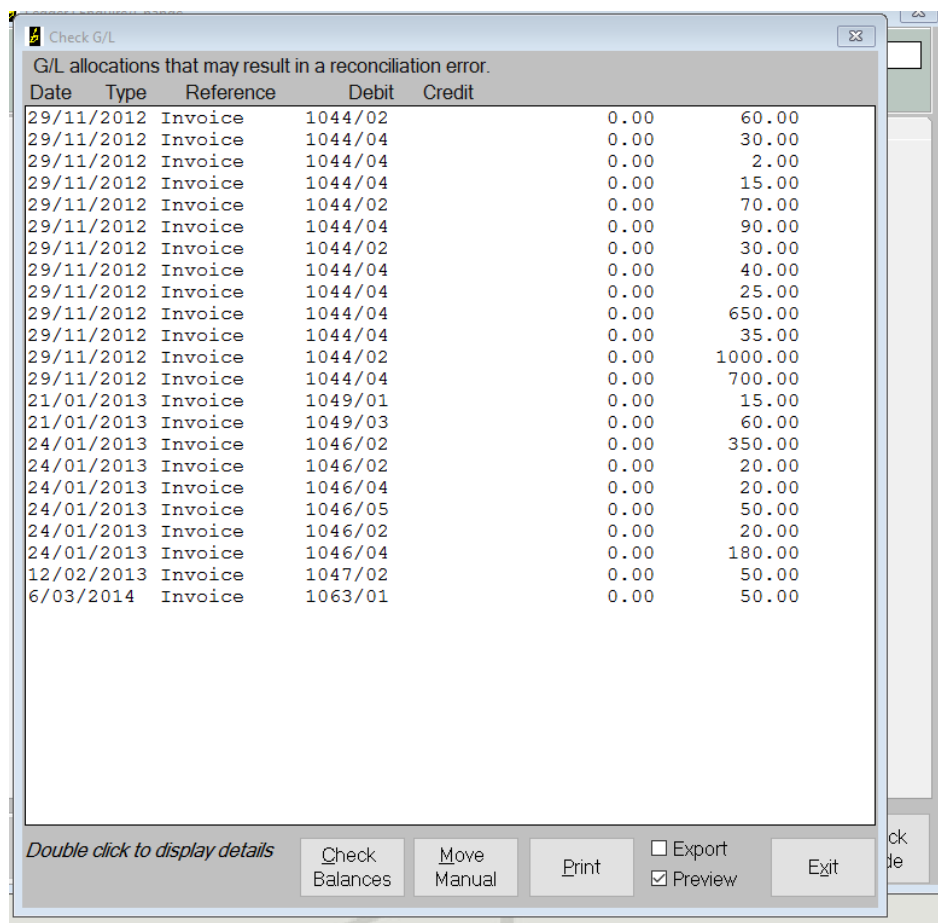 Check G/L
G/L allocations that may result in a reconciliation error.
Date Type Reference Debit Credit
29/11/2012 Invoice 1044/02 0.00 60.00
29/11/2012 Invoice 1044/04 0.00 30.00
29/11/2012 Invoice 1044/04 0.00 2.00
29/11/2012 Invoice 1044/04 0.00 15.00
29/11/2012 Invoice 1044/02 0.00 70.00
29/11/2012 Invoice 1044/04 0.00 90.00
29/11/2012 Invoice 1044/02 0.00 30.00
29/11/2012 Invoice 1044/04 0.00 40.00
29/11/2012 Invoice 1044/04 0.00 25.00
29/11/2012 Invoice 1044/04 0.00 650.00
29/11/2012 Invoice 1044/04 0.00 35.00
29/11/2012 Invoice 1044/02 0.00 1000.00
29/11/2012 Invoice 1044/04 0.00 700.00
21/01/2013 Invoice 1049/01 0.00 15.00
21/01/2013 Invoice 1049/03 0.00 60.00
24/01/2013 Invoice 1046/02 0.00 350.00
24/01/2013 Invoice 1046/02 0.00 20.00
24/01/2013 Invoice 1046/04 0.00 20.00
24/01/2013 Invoice 1046/05 0.00 50.00
24/01/2013 Invoice 1046/02 0.00 20.00
24/01/2013 Invoice 1046/04 0.00 180.00
12/02/2013 Invoice 1047/02 0.00 50.00
6/03/2014 Invoice 1063/01 0.00 50.00
Double click to display details
Check
Balances
Move
Manual
Print
Export
Preview
Exit
ck
de